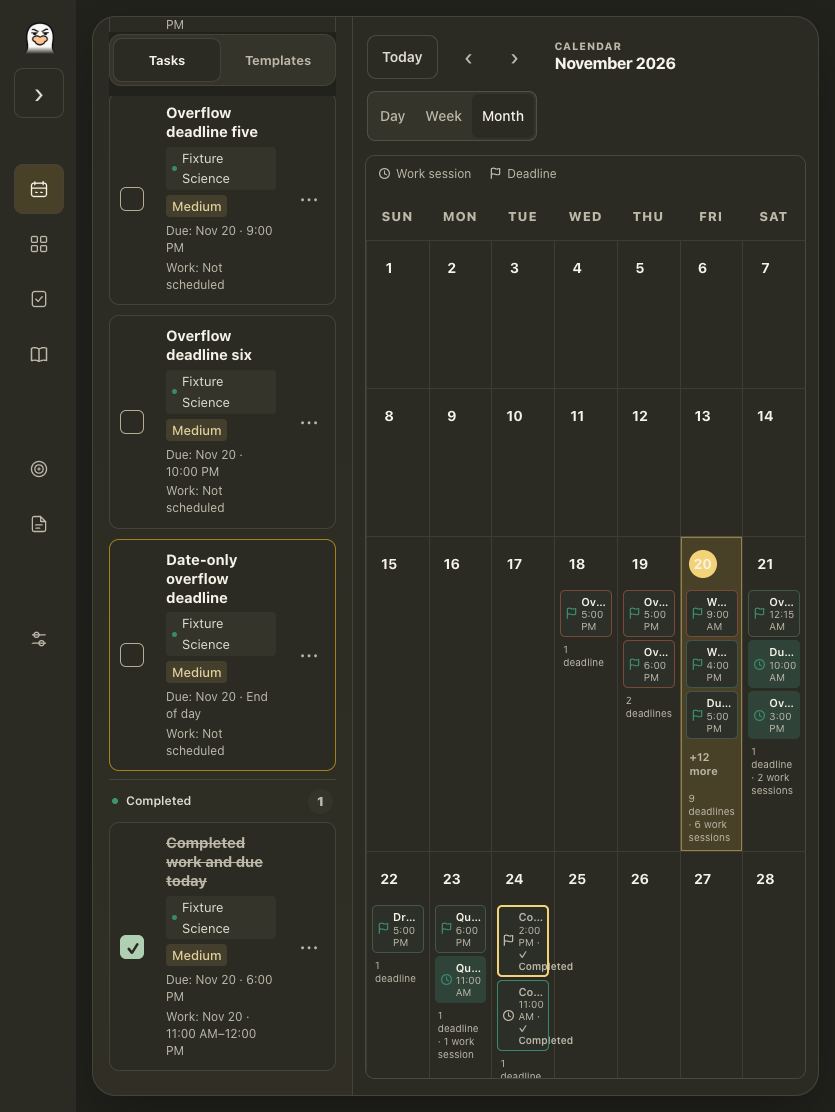 PM
Tasks
Templates
Overflow
deadline five
Fixture
Science
Medium
Due: Nov 20 · 9:00
PM
Work: Not
scheduled
Overflow
deadline six
Fixture
Science
Medium
Due: Nov 20 ·
10:00 PM
Work: Not
scheduled
Date-only
overflow
deadline
Fixture
Science
Medium
Due: Nov 20 · End
of day
Work: Not
scheduled
Completed
1
Completed
work and due
today
Fixture
Science
Medium
Due: Nov 20 · 6:00
PM
Work: Nov 20 ·
11:00 AM–12:00
PM
Today
CALENDAR
November 2026
Day
Week
Month
Work session
Deadline
SUN
MON
TUE
WED
THU
FRI
SAT
1
2
3
4
5
6
7
8
9
10
11
12
13
14
15
16
17
18
Ov...
5:00
PM
1
deadline
19
Ov...
5:00
PM
Ov...
6:00
PM
2
deadlines
20
W...
9:00
AM
W...
4:00
PM
Du...
5:00
PM
+12
more
9
deadlines
· 6 work
sessions
21
Ov...
12:15
AM
Du...
10:00
AM
Ov...
3:00
PM
1
deadline
· 2 work
sessions
22
Dr...
5:00
PM
1
deadline
23
Qu...
6:00
PM
Qu...
11:00
AM
1
deadline
· 1 work
session
24
Co...
2:00
PM ·
✓
Completed
Co...
11:00
AM ·
✓
Completed
1
deadline
25
26
27
28